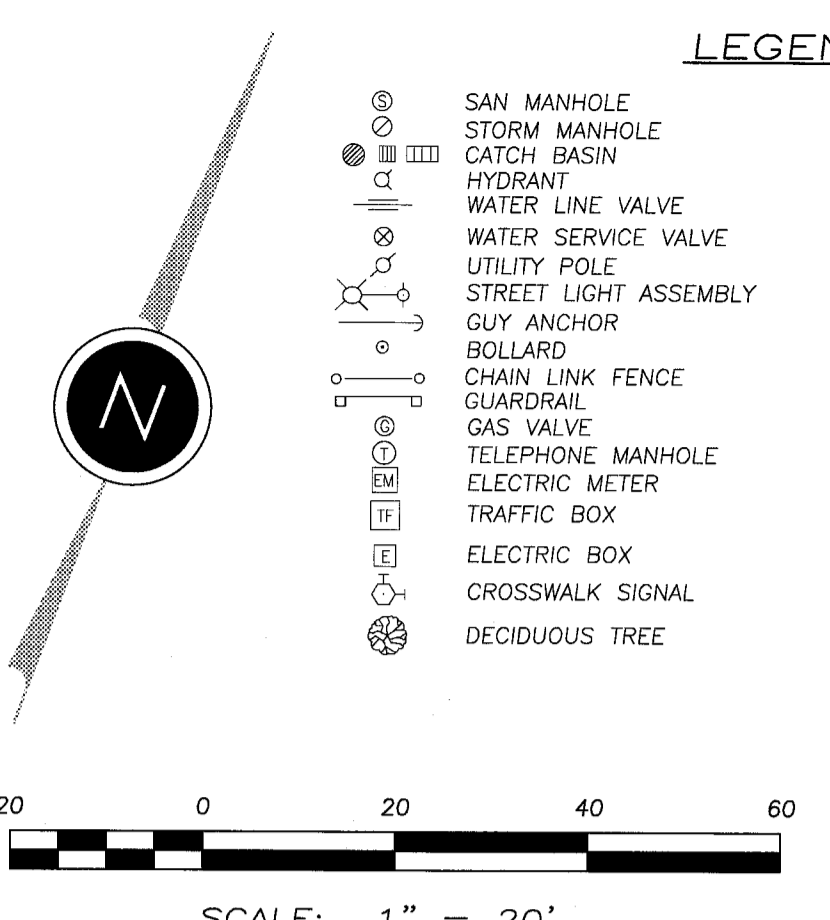 LEGEN
S SAN MANHOLE
STORM MANHOLE
CATCH BASIN
HYDRANT
WATER LINE VALVE
WATER SERVICE VALVE
UTILITY POLE
STREET LIGHT ASSEMBLY
GUY ANCHOR
BOLLARD
CHAIN LINK FENCE
GUARDRAIL
G GAS VALVE
T TELEPHONE MANHOLE
EM ELECTRIC METER
TF TRAFFIC BOX
E ELECTRIC BOX
CROSSWALK SIGNAL
DECIDUOUS TREE
N
20 0 20 40 60
SCALE: 1" = 20'